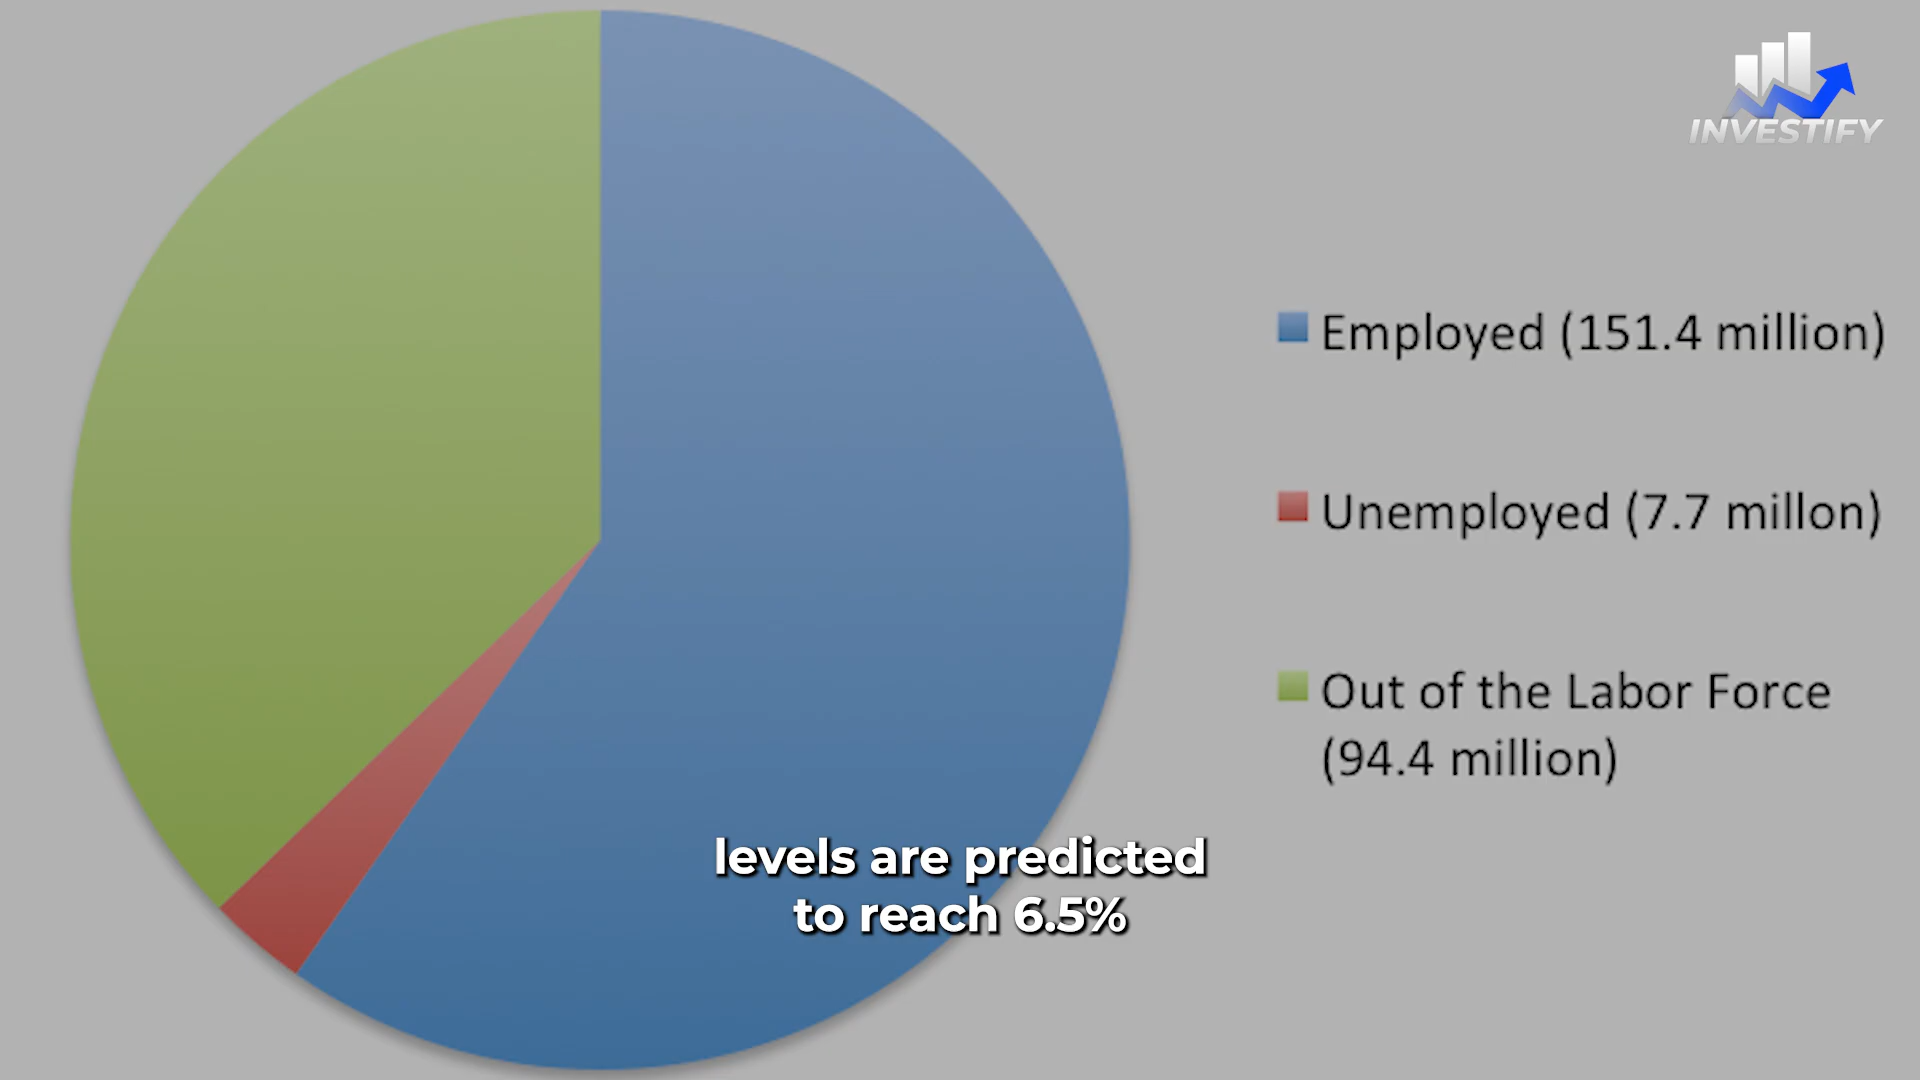 INVESTIFY
Employed (151.4 million)
Unemployed (7.7 millon)
Out of the Labor Force
(94.4 million)
levels are predicted
to reach 6.5%